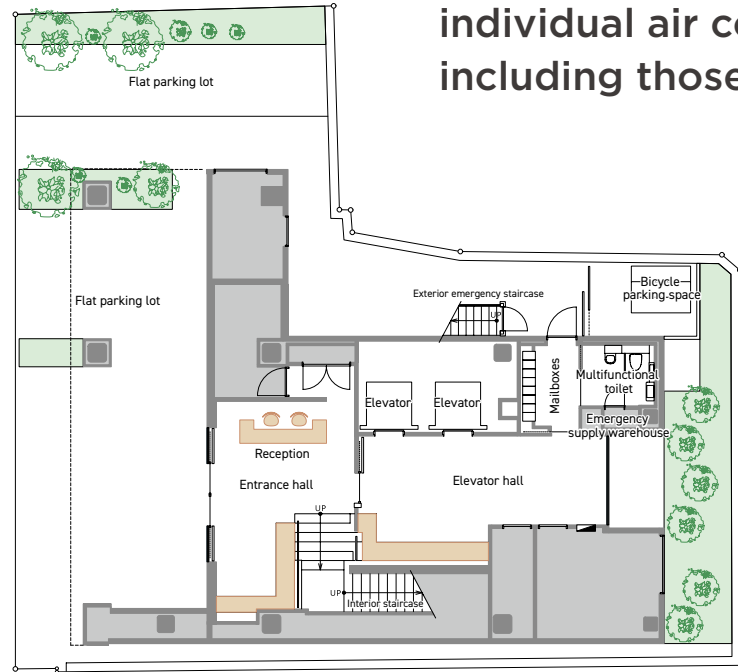 individual air co
including those
Flat parking lot
Flat parking lot
Exterior emergency staircase
UP
Bicycle
parking space
Mailboxes
Multifunctional
toilet
Elevator
Elevator
Emergency
supply warehouse
Reception
Entrance hall
Elevator hall
UP
UP
Interior staircase